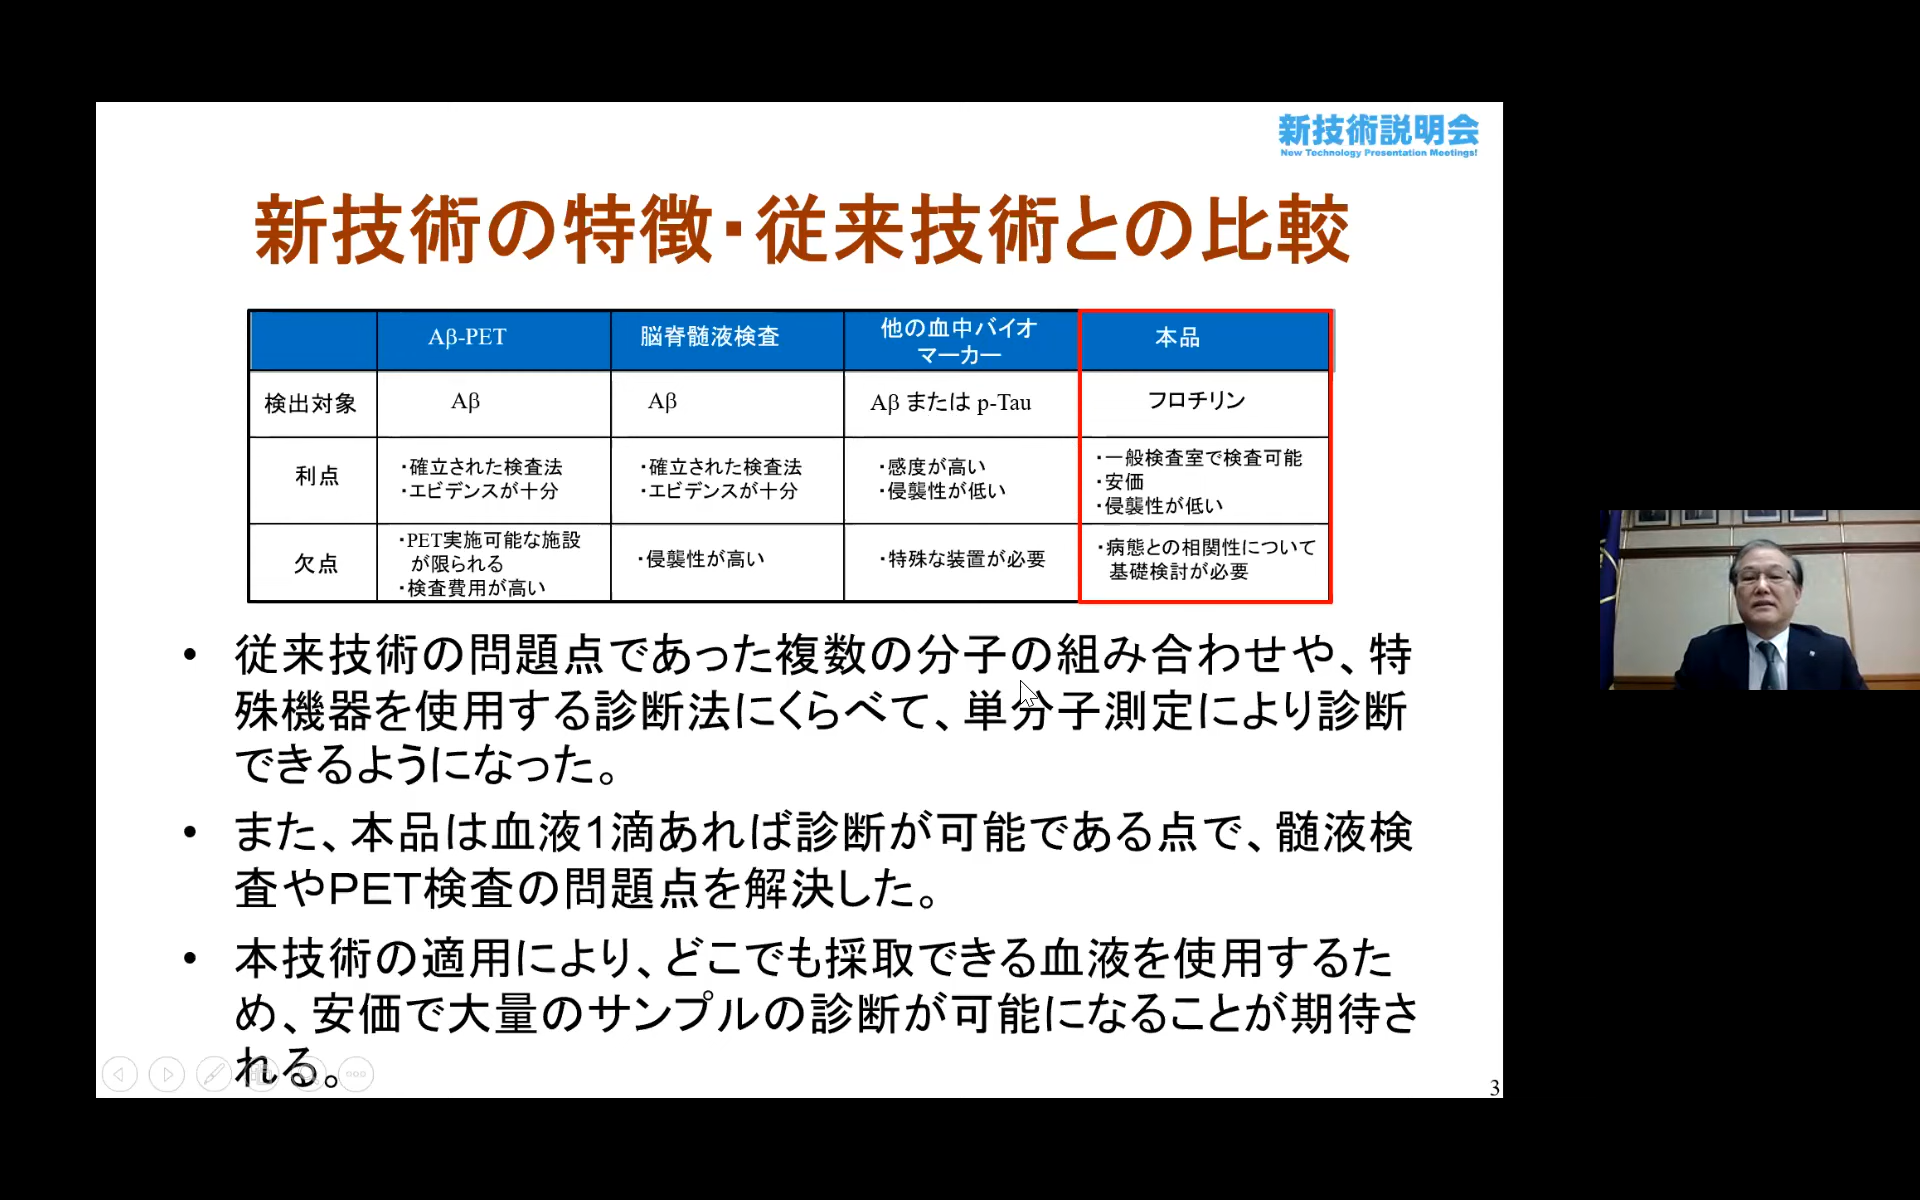 新技術説明会
New Technology Presentation Meetings!
新技術の特徴・従来技術との比較
Aβ-PET
脳脊髄液検査
他の血中バイオ
マーカー
本品
検出対象
Aβ
Aβ
Aβ または p-Tau
フロチリン
利点
・確立された検査法
・エビデンスが十分
・確立された検査法
・エビデンスが十分
・感度が高い
・侵襲性が低い
・一般検査室で検査可能
・安価
・侵襲性が低い
欠点
・PET実施可能な施設
が限られる
・検査費用が高い
・侵襲性が高い
・特殊な装置が必要
・病態との相関性について
基礎検討が必要
• 従来技術の問題点であった複数の分子の組み合わせや、特
殊機器を使用する診断法にくらべて、単分子測定により診断
できるようになった。
• また、本品は血液1滴あれば診断が可能である点で、髄液検
査やPET検査の問題点を解決した。
• 本技術の適用により、どこでも採取できる血液を使用するた
め、安価で大量のサンプルの診断が可能になることが期待さ
れる。
3